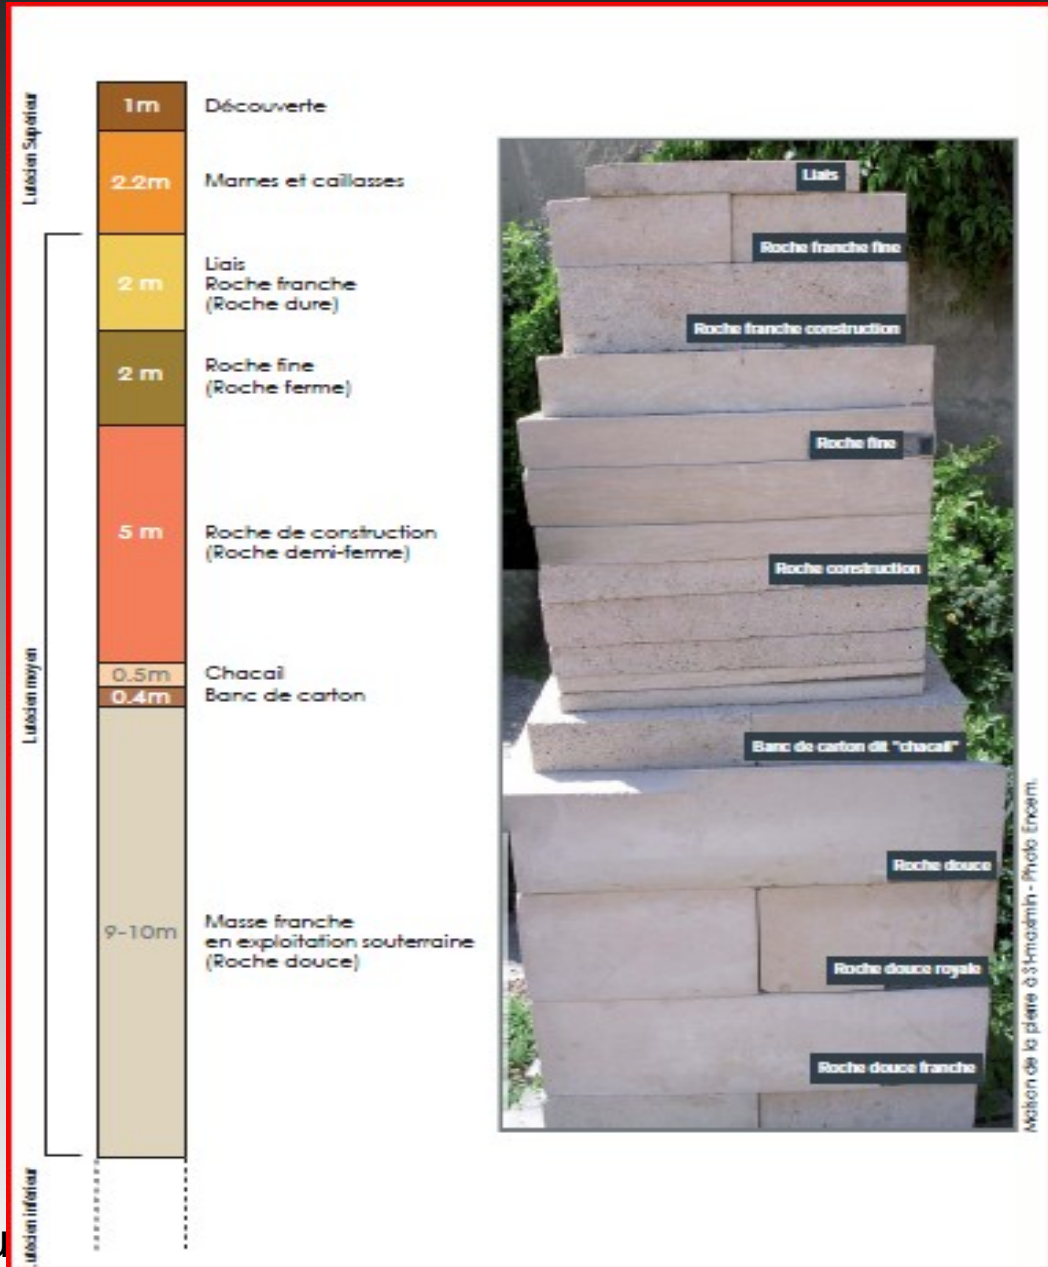 Lutécien Supérieur
1m
Découverte
2.2m
Marnes et caillasses
2 m
Liais
Roche franche
(Roche dure)
2 m
Roche fine
(Roche ferme)
5 m
Roche de construction
(Roche demi-ferme)
Lutécien moyen
0.5m
Chacail
0.4m
Banc de carton
9-10m
Masse franche
en exploitation souterraine
(Roche douce)
Lutécien inférieur
Liais
Roche franche fine
Roche franche construction
Roche fine
Roche construction
Banc de carton dit "chacail"
Roche douce
Roche douce royale
Roche douce franche
Maison de la pierre à St-maximin - Photo Encem.